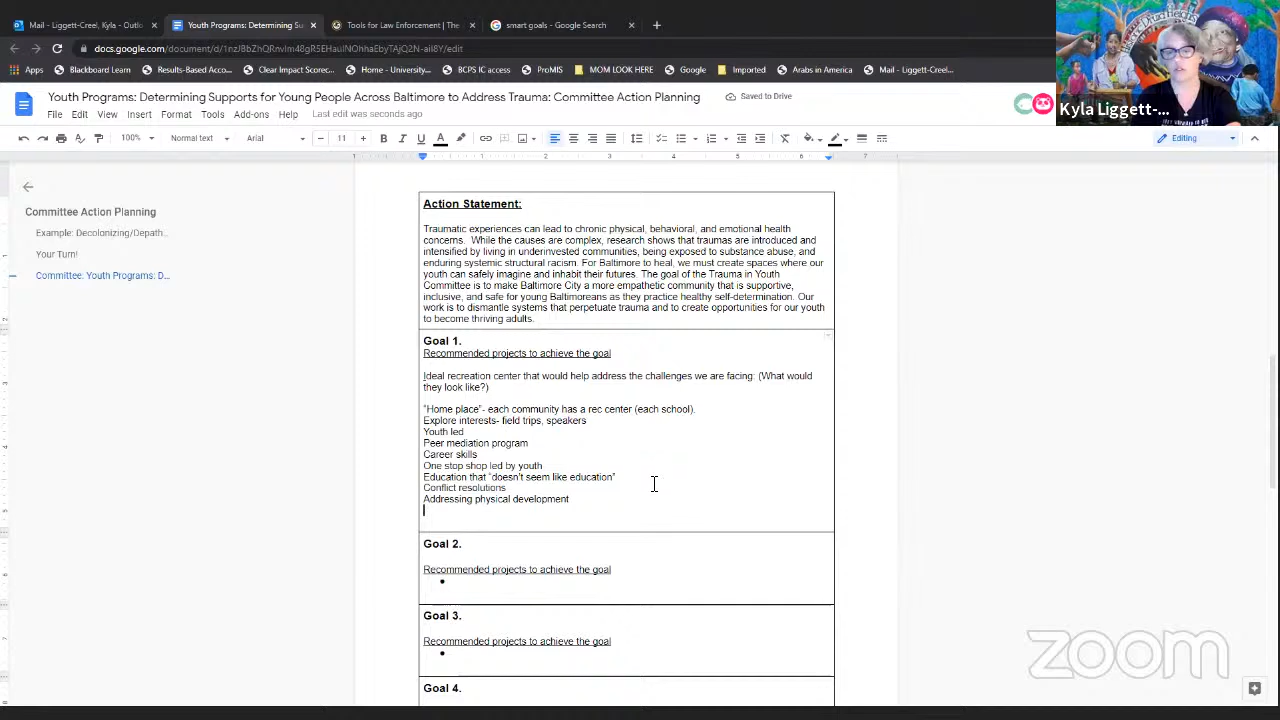 Mail - Liggett-Creel, Kyla - Outlo
Youth Programs: Determining Su
Tools for Law Enforcement | The
smart goals - Google Search
docs.google.com/document/d/
/edit
Apps
Blackboard Learn
Results-Based Acco...
Clear Impact Scorec...
Home - University...
BCPS IC access
ProMIS
MOM LOOK HERE
Google
Imported
Arabs in America
Mail - Liggett-Creel...
Youth Programs: Determining Supports for Young People Across Baltimore to Address Trauma: Committee Action Planning
Saved to Drive
File Edit View Insert Format Tools Add-ons Help
Last edit was seconds ago
100%
Normal text
Arial
11
Editing
Kyla Liggett-...
1 1 2 3 4 5 6 7
Committee Action Planning
Example: Decolonizing/Depath...
Your Turn!
Committee: Youth Programs: D...
Action Statement:
Traumatic experiences can lead to chronic physical, behavioral, and emotional health
concerns. While the causes are complex, research shows that traumas are introduced and
intensified by living in underinvested communities, being exposed to substance abuse, and
enduring systemic structural racism. For Baltimore to heal, we must create spaces where our
youth can safely imagine and inhabit their futures. The goal of the Trauma in Youth
Committee is to make Baltimore City a more empathetic community that is supportive,
inclusive, and safe for young Baltimoreans as they practice healthy self-determination. Our
work is to dismantle systems that perpetuate trauma and to create opportunities for our youth
to become thriving adults.
Goal 1.
Recommended projects to achieve the goal
Ideal recreation center that would help address the challenges we are facing: (What would
they look like?)
"Home place"- each community has a rec center (each school).
Explore interests- field trips, speakers
Youth led
Peer mediation program
Career skills
One stop shop led by youth
Education that "doesn't seem like education"
Conflict resolutions
Addressing physical development
Goal 2.
Recommended projects to achieve the goal
Goal 3.
Recommended projects to achieve the goal
Goal 4.
zoom